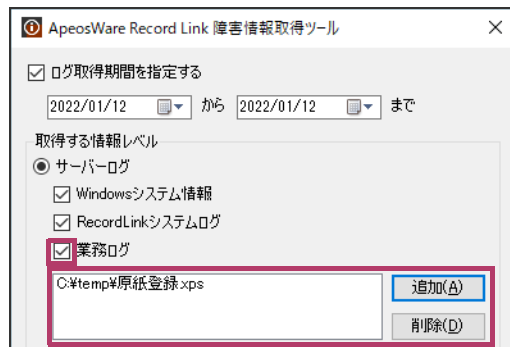 ApeosWare Record Link 障害情報取得ツール
ログ取得期間を指定する
2022/01/12 から 2022/01/12 まで
取得する情報レベル
サーバーログ
Windowsシステム情報
RecordLinkシステムログ
業務ログ
C:¥temp¥原紙登録.xps 追加(A)
削除(D)